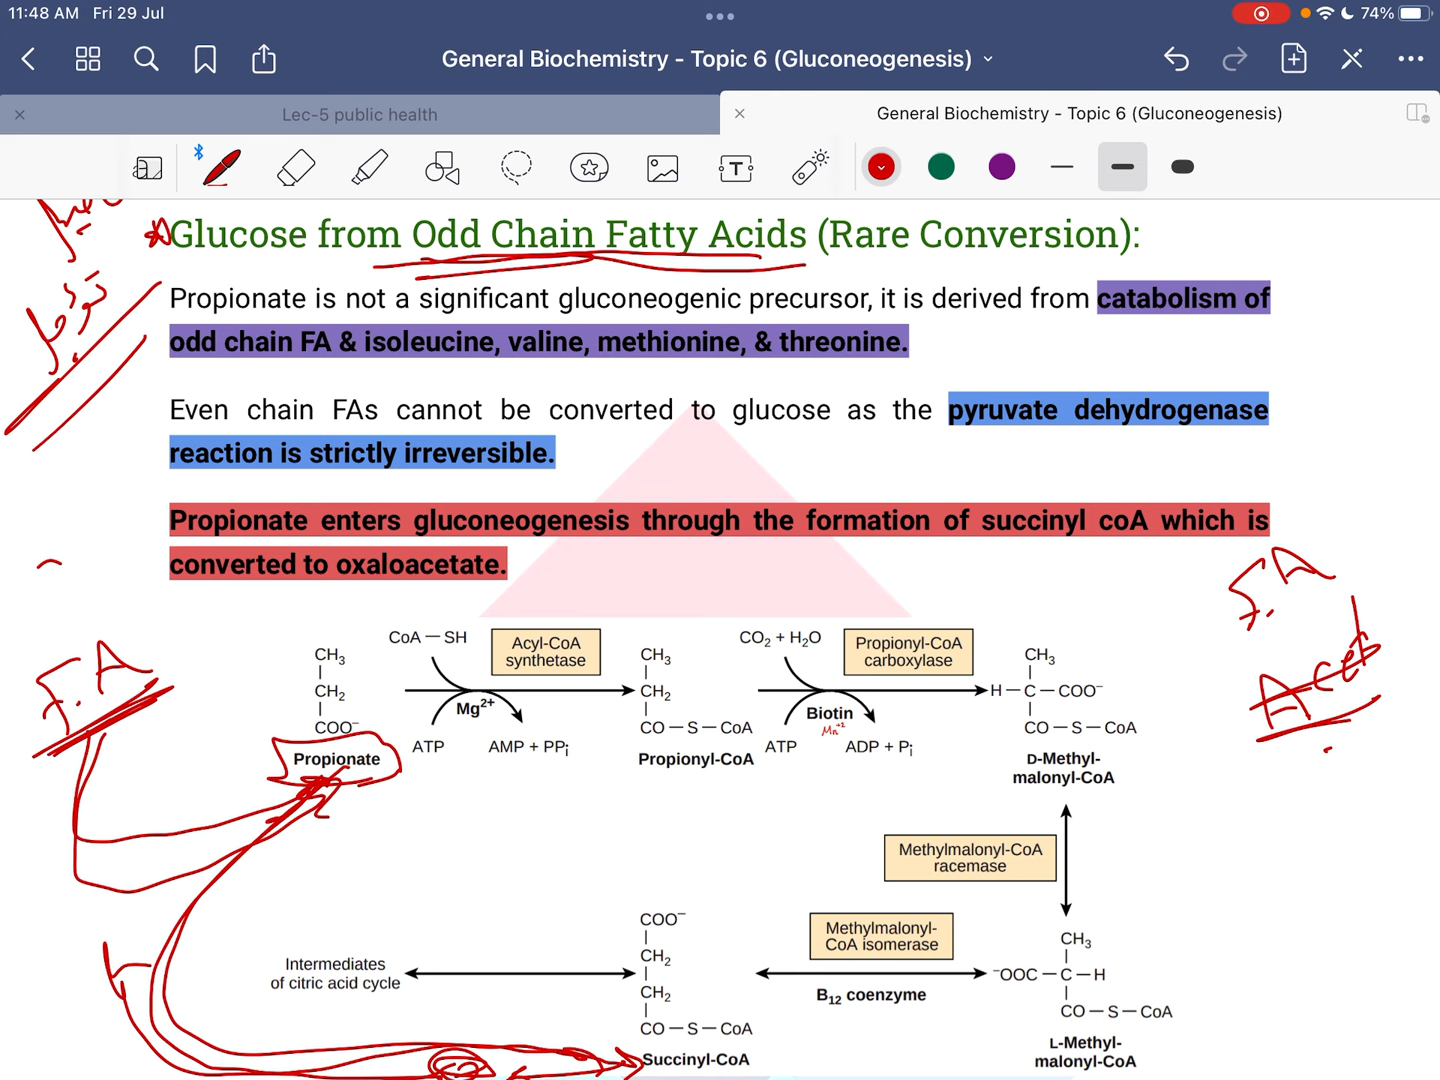 11:48 AM Fri 29 Jul
74%
General Biochemistry - Topic 6 (Gluconeogenesis)
Lec-5 public health
General Biochemistry - Topic 6 (Gluconeogenesis)
Glucose from Odd Chain Fatty Acids (Rare Conversion):
Propionate is not a significant gluconeogenic precursor, it is derived from catabolism of
odd chain FA & isoleucine, valine, methionine, & threonine.
Even chain FAs cannot be converted to glucose as the pyruvate dehydrogenase
reaction is strictly irreversible.
Propionate enters gluconeogenesis through the formation of succinyl coA which is
converted to oxaloacetate.
F.A
F.A
Acet
CH₃
CH₂
COO⁻
Propionate
CoA — SH
Acyl-CoA
synthetase
Mg²⁺
ATP
AMP + PPᵢ
CH₃
CH₂
CO — S — CoA
Propionyl-CoA
CO₂ + H₂O
Propionyl-CoA
carboxylase
Biotin
Mn⁺²
ATP
ADP + Pᵢ
CH₃
H — C — COO⁻
CO — S — CoA
D-Methyl-
malonyl-CoA
Methylmalonyl-CoA
racemase
CH₃
⁻OOC — C — H
CO — S — CoA
L-Methyl-
malonyl-CoA
Methylmalonyl-
CoA isomerase
B₁₂ coenzyme
COO⁻
CH₂
CH₂
CO — S — CoA
Succinyl-CoA
Intermediates
of citric acid cycle